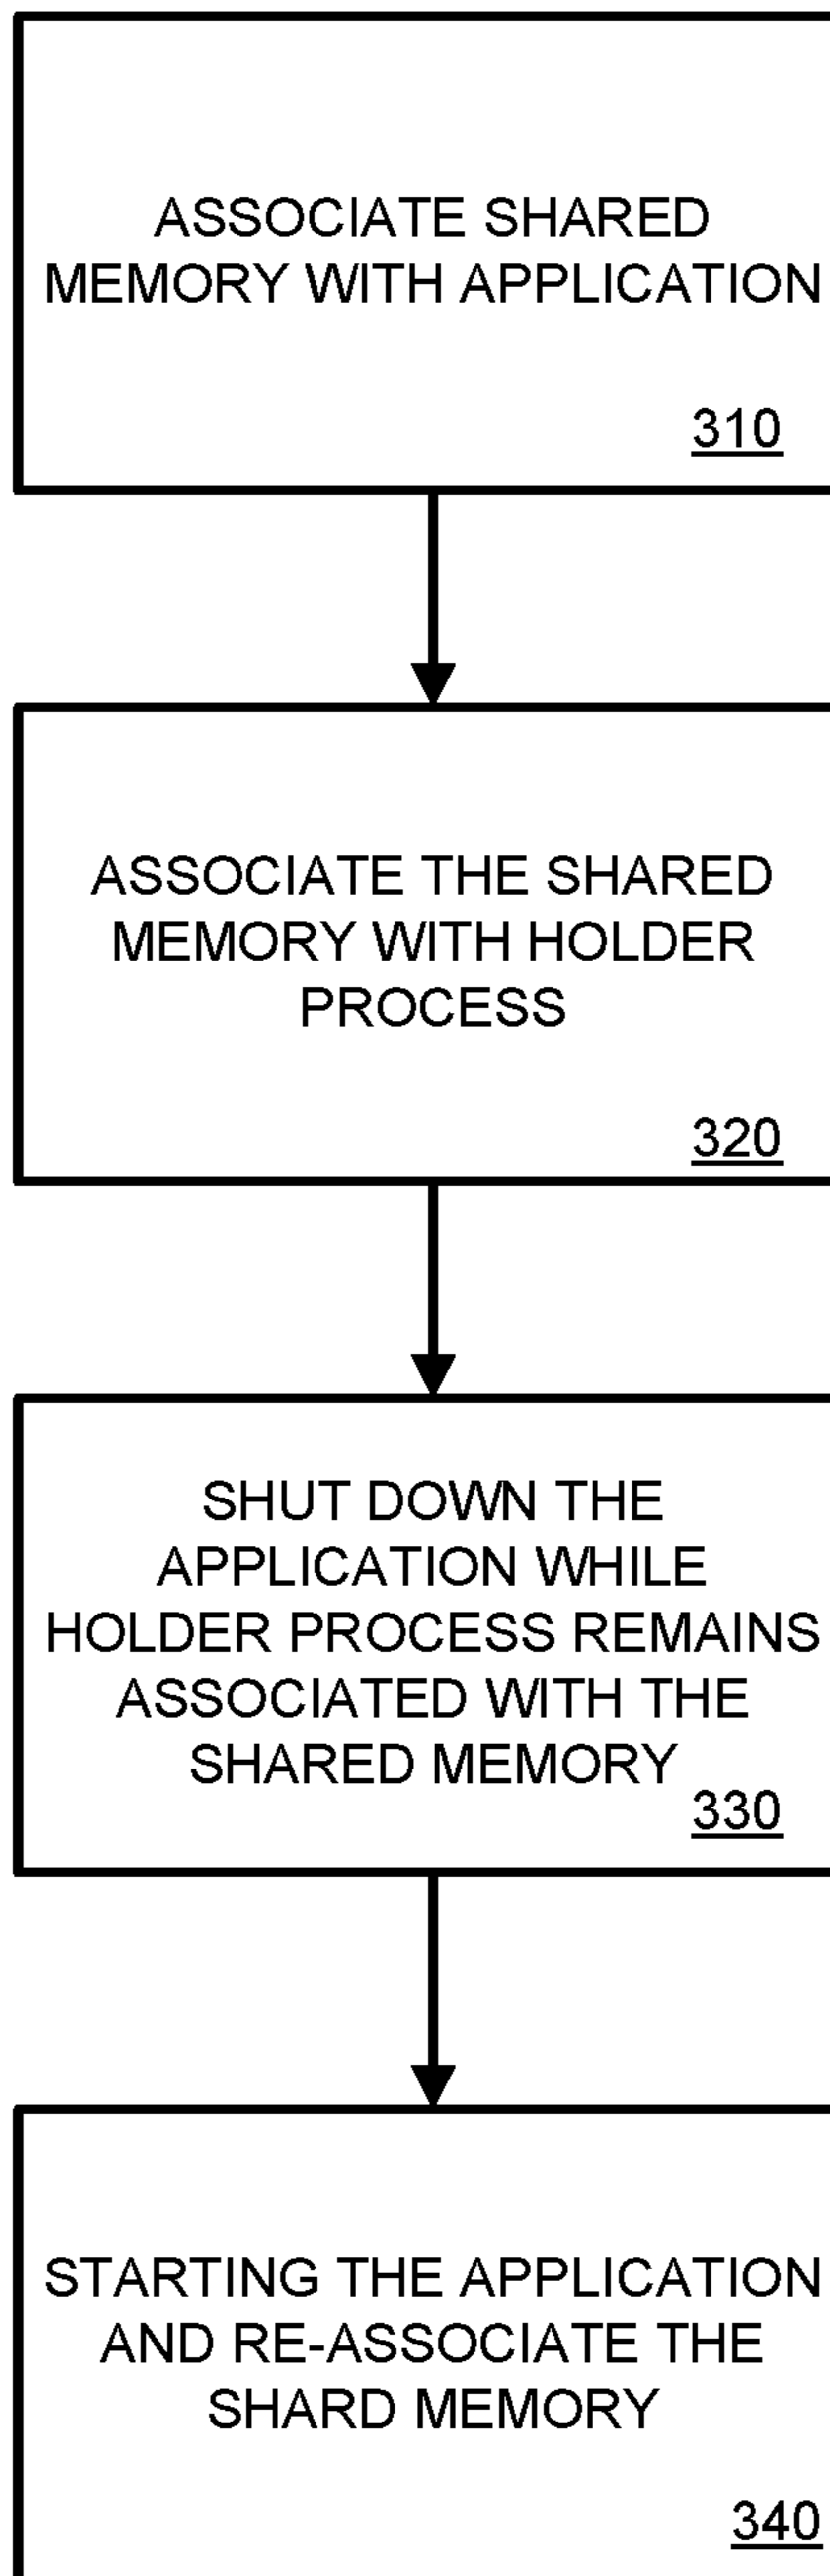 ASSOCIATE SHARED
MEMORY WITH APPLICATION
310
ASSOCIATE THE SHARED
MEMORY WITH HOLDER
PROCESS
320
SHUT DOWN THE
APPLICATION WHILE
HOLDER PROCESS REMAINS
ASSOCIATED WITH THE
SHARED MEMORY
330
STARTING THE APPLICATION
AND RE-ASSOCIATE THE
SHARD MEMORY
340